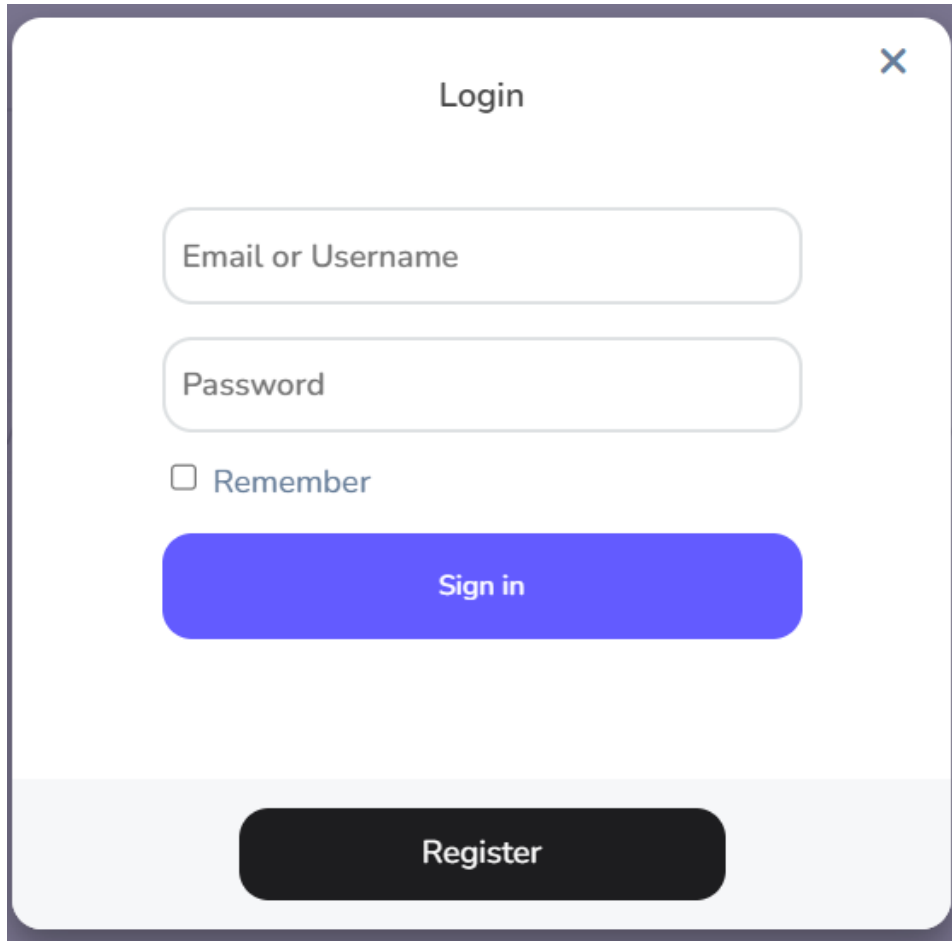 Login
Email or Username
Password
Remember
Sign in
Register